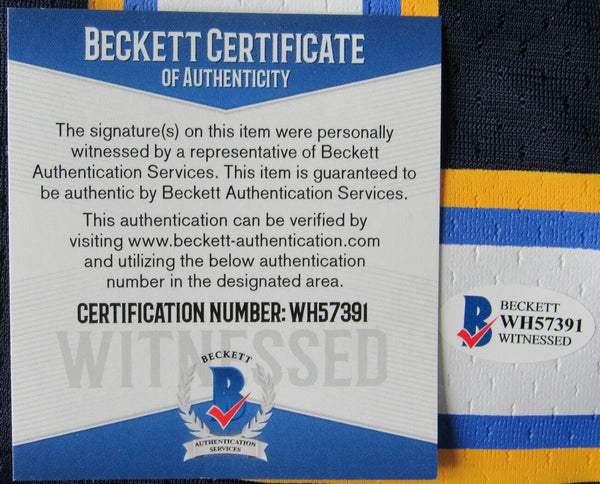 BECKETT CERTIFICATE
OF AUTHENTICITY
The signature(s) on this item were personally
witnessed by a representative of Beckett
Authentication Services. This item is guaranteed to
be authentic by Beckett Authentication Services.
This authentication can be verified by
visiting www.beckett-authentication.com
and utilizing the below authentication
number in the designated area.
CERTIFICATION NUMBER: WH57391
WITNESSED
BECKETT
B
AUTHENTICATION
SERVICES
B
BECKETT
WH57391
WITNESSED